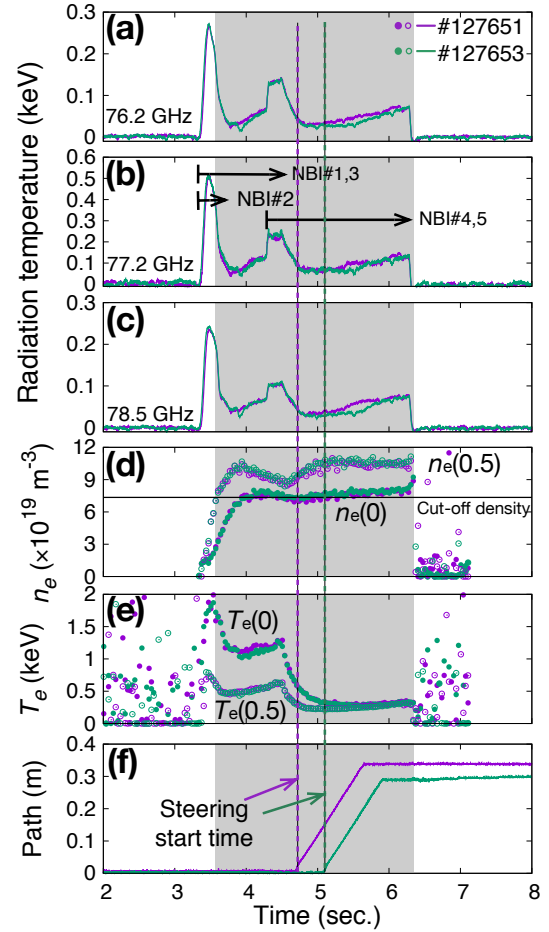 (a)
#127651
#127653
0.3
0.2
0.1
0
76.2 GHz
(b)
0.6
0.5
0.4
0.3
0.2
0.1
0
NBI#1,3
NBI#2
NBI#4,5
77.2 GHz
Radiation temperature (keV)
(c)
0.3
0.2
0.1
0
78.5 GHz
(d)
12
9
6
3
0
nₑ (×10¹⁹ m⁻³)
nₑ(0.5)
nₑ(0)
Cut-off density
(e)
2
1.5
1
0.5
0
Tₑ (keV)
Tₑ(0)
Tₑ(0.5)
(f)
0.4
0.3
0.2
0.1
0
Path (m)
Steering
start time
2 3 4 5 6 7 8
Time (sec.)